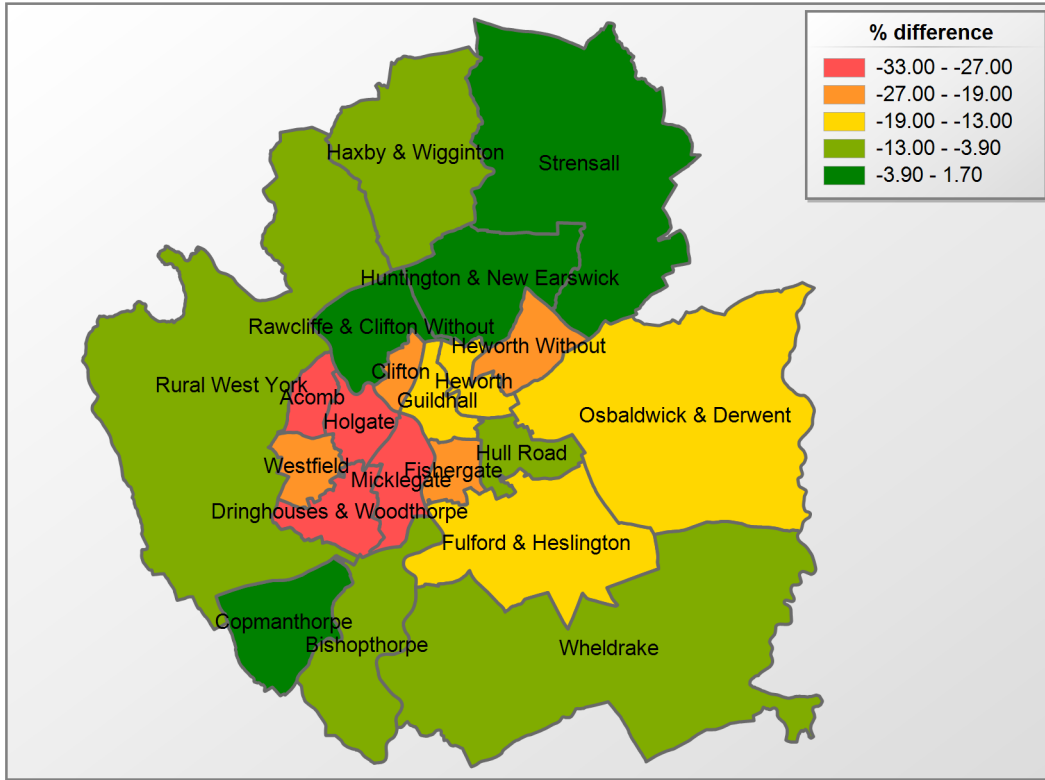 % difference
-33.00 - -27.00
-27.00 - -19.00
-19.00 - -13.00
-13.00 - -3.90
-3.90 - 1.70
Haxby & Wigginton
Strensall
Huntington & New Earswick
Rawcliffe & Clifton Without
Heworth Without
Clifton
Heworth
Rural West York
Acomb
Guildhall
Osbaldwick & Derwent
Holgate
Hull Road
Westfield
Fishergate
Micklegate
Dringhouses & Woodthorpe
Fulford & Heslington
Copmanthorpe
Bishopthorpe
Wheldrake